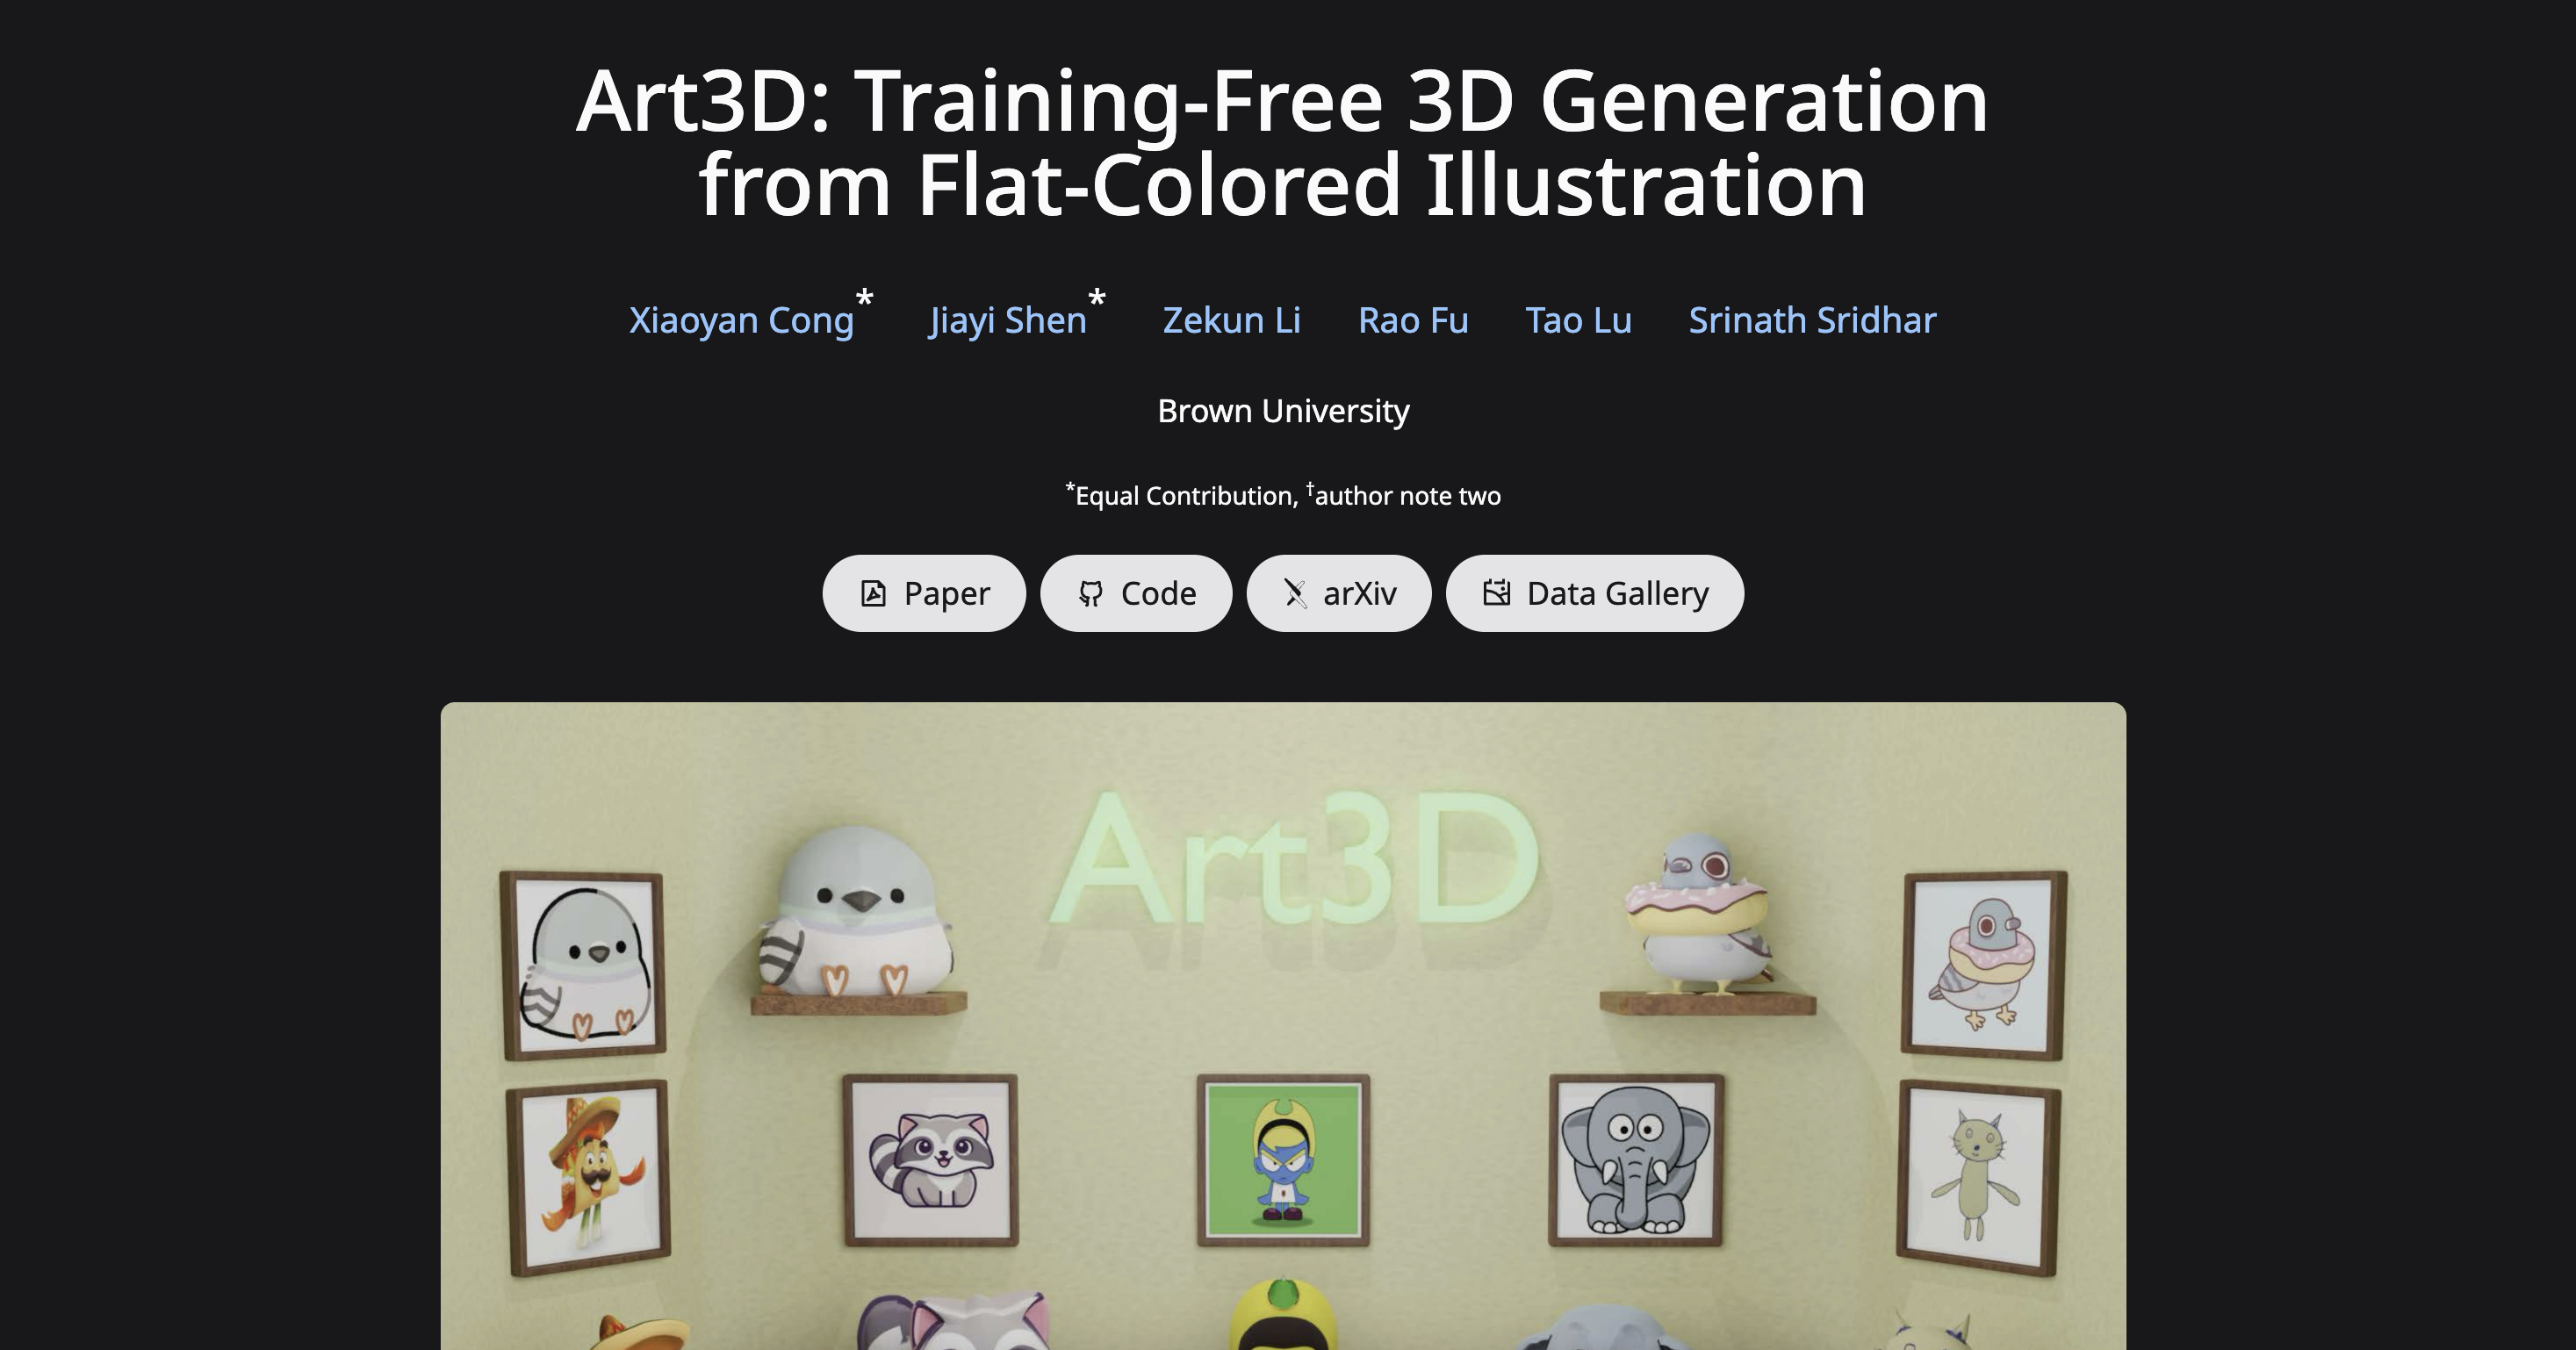 Art3D: Training-Free 3D Generation
from Flat-Colored Illustration
Xiaoyan Cong* Jiayi Shen* Zekun Li Rao Fu Tao Lu Srinath Sridhar
Brown University
*Equal Contribution, †author note two
Paper Code arXiv Data Gallery
Art3D